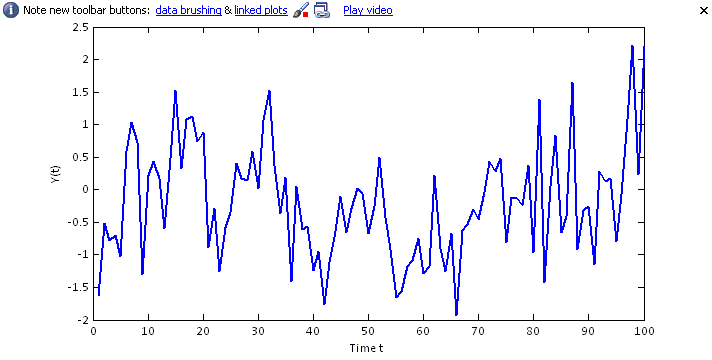 Note new toolbar buttons: data brushing & linked plots Play video
2.5
2
1.5
1
0.5
0
-0.5
-1
-1.5
-2
Y(t)
0 10 20 30 40 50 60 70 80 90 100
Time t